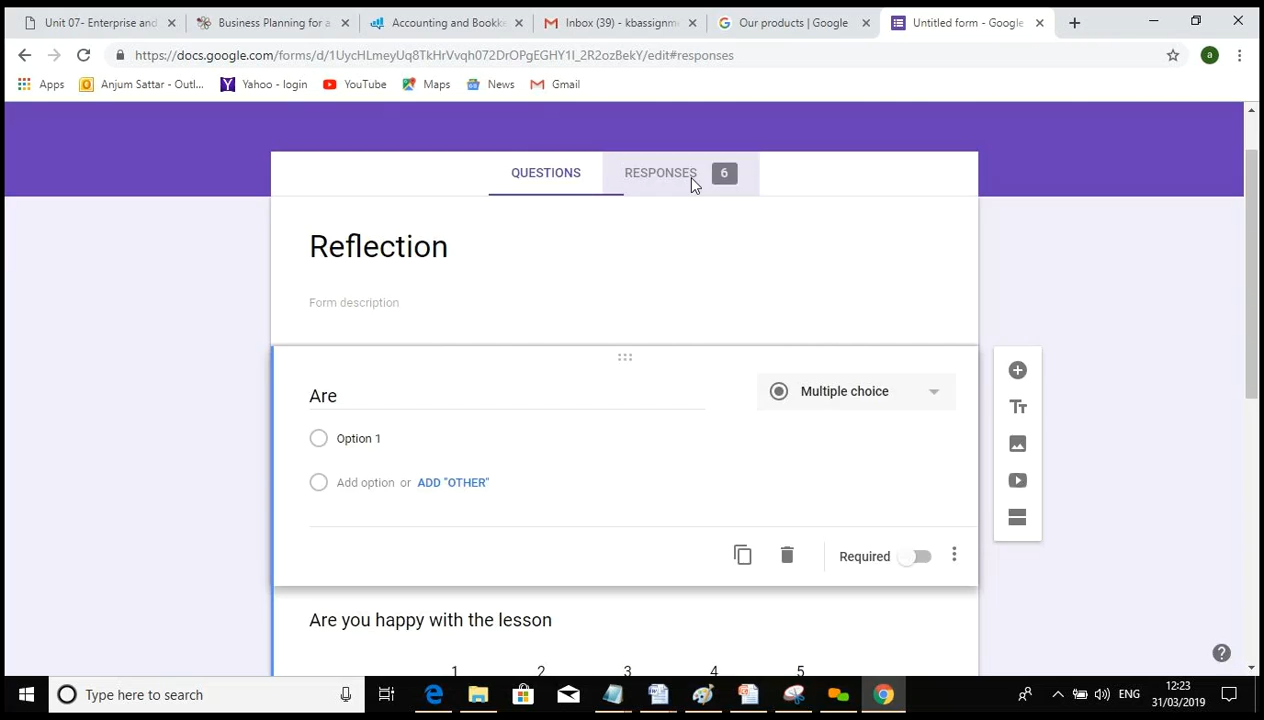 Unit 07- Enterprise and
Business Planning for a
Accounting and Bookke
Inbox (39) - kbassignm
Our products | Google
Untitled form - Google
https://docs.google.com/forms/d/1UycHLmeyUq8TkHrVvqh072DrOPgEGHY1I_2R2ozBekY/edit#responses
a
Apps
Anjum Sattar - Outl...
Yahoo - login
YouTube
Maps
News
Gmail
QUESTIONS
RESPONSES 6
Reflection
Form description
Are
Multiple choice
Option 1
Add option or ADD "OTHER"
Required
Are you happy with the lesson
1 2 3 4 5
Type here to search
ENG
12:23
31/03/2019